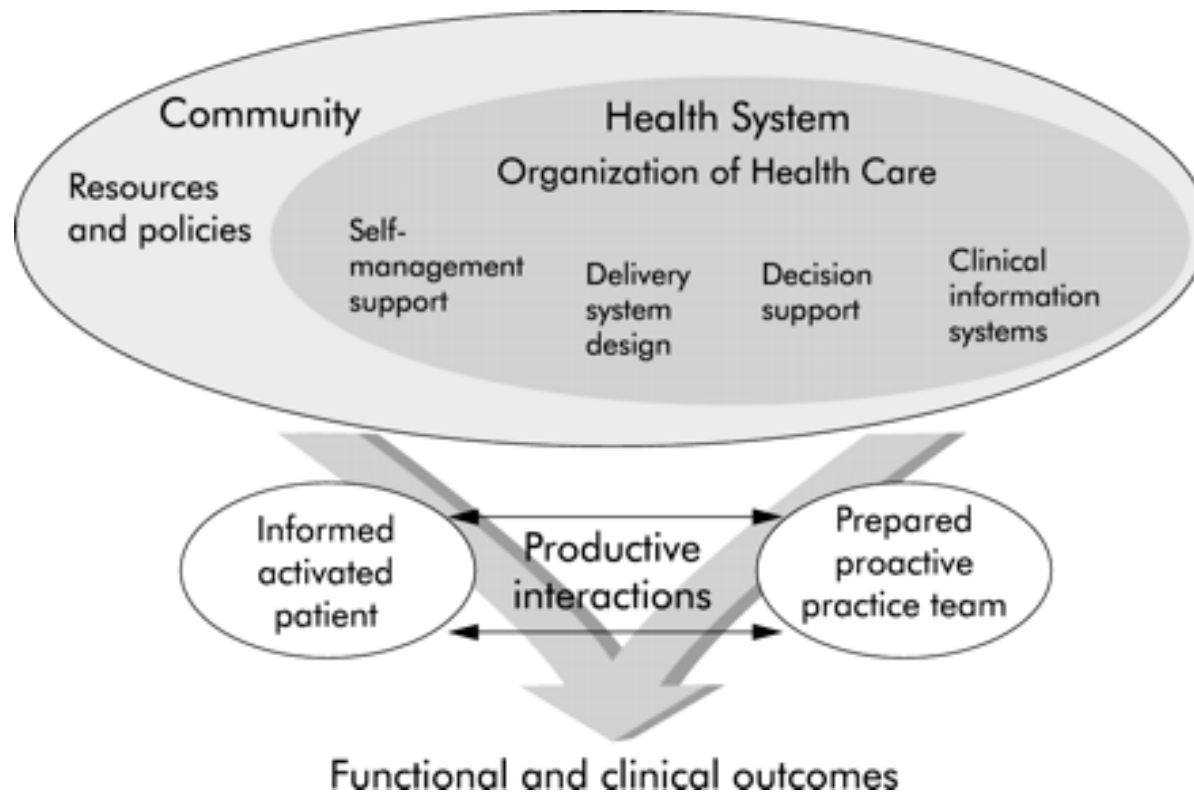 Community
Health System
Organization of Health Care
Resources
and policies
Self-
management
support
Delivery
system
design
Decision
support
Clinical
information
systems
Informed
activated
patient
Productive
interactions
Prepared
proactive
practice team
Functional and clinical outcomes